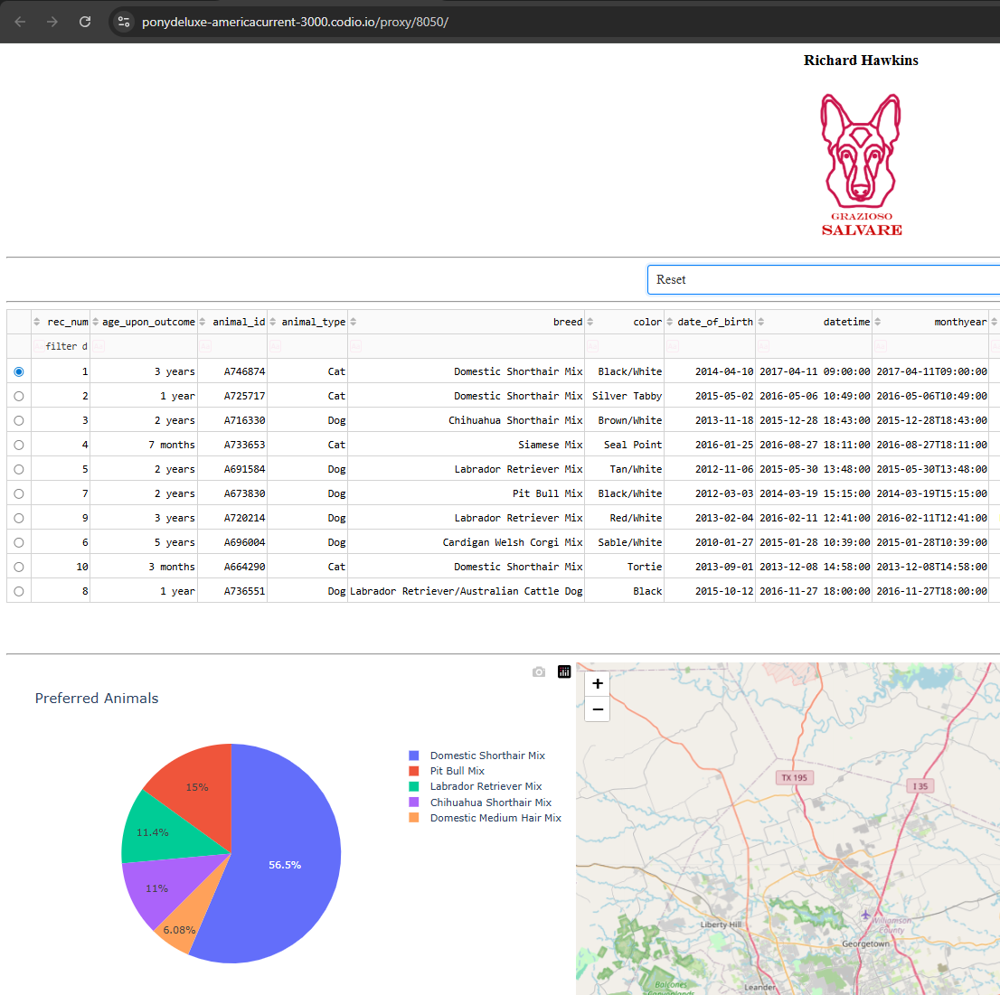 ponydeluxe-americacurrent-3000.codio.io/proxy/8050/
Richard Hawkins
GRAZIOSO
SALVARE
Reset
rec_num age_upon_outcome animal_id animal_type breed color date_of_birth datetime monthyear
filter d
1 3 years A746874 Cat Domestic Shorthair Mix Black/White 2014-04-10 2017-04-11 09:00:00 2017-04-11T09:00:00
2 1 year A725717 Cat Domestic Shorthair Mix Silver Tabby 2015-05-02 2016-05-06 10:49:00 2016-05-06T10:49:00
3 2 years A716330 Dog Chihuahua Shorthair Mix Brown/White 2013-11-18 2015-12-28 18:43:00 2015-12-28T18:43:00
4 7 months A733653 Cat Siamese Mix Seal Point 2016-01-25 2016-08-27 18:11:00 2016-08-27T18:11:00
5 2 years A691584 Dog Labrador Retriever Mix Tan/White 2012-11-06 2015-05-30 13:48:00 2015-05-30T13:48:00
7 2 years A673830 Dog Pit Bull Mix Black/White 2012-03-03 2014-03-19 15:15:00 2014-03-19T15:15:00
9 3 years A720214 Dog Labrador Retriever Mix Red/White 2013-02-04 2016-02-11 12:41:00 2016-02-11T12:41:00
6 5 years A696004 Dog Cardigan Welsh Corgi Mix Sable/White 2010-01-27 2015-01-28 10:39:00 2015-01-28T10:39:00
10 3 months A664290 Cat Domestic Shorthair Mix Tortie 2013-09-01 2013-12-08 14:58:00 2013-12-08T14:58:00
8 1 year A736551 Dog Labrador Retriever/Australian Cattle Dog Black 2015-10-12 2016-11-27 18:00:00 2016-11-27T18:00:00
Preferred Animals
Domestic Shorthair Mix
Pit Bull Mix
Labrador Retriever Mix
Chihuahua Shorthair Mix
Domestic Medium Hair Mix
15%
11.4%
56.5%
11%
6.08%
+
−
TX 195
I 35
Liberty Hill
Williamson
County
Georgetown
Balcones
Canyonlands
Leander